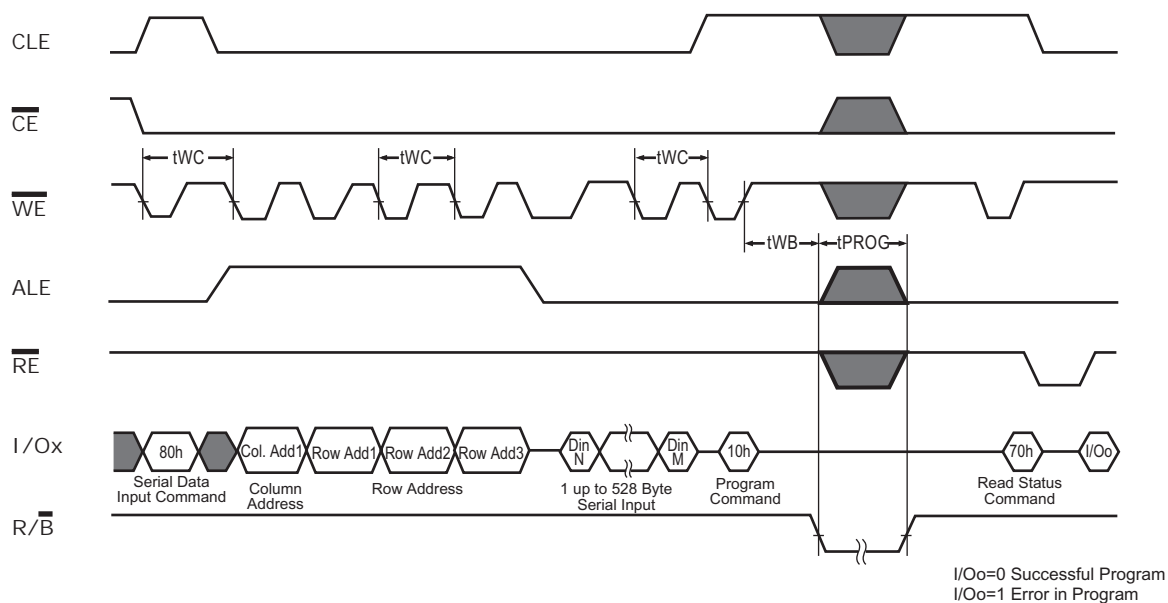 CLE
CE
tWC
tWC
tWC
WE
tWB
tPROG
ALE
RE
I/Ox
80h
Col. Add1
Row Add1
Row Add2
Row Add3
Din
N
Din
M
10h
70h
I/Oo
Serial Data
Input Command
Column
Address
Row Address
1 up to 528 Byte
Serial Input
Program
Command
Read Status
Command
R/B
I/Oo=0 Successful Program
I/Oo=1 Error in Program